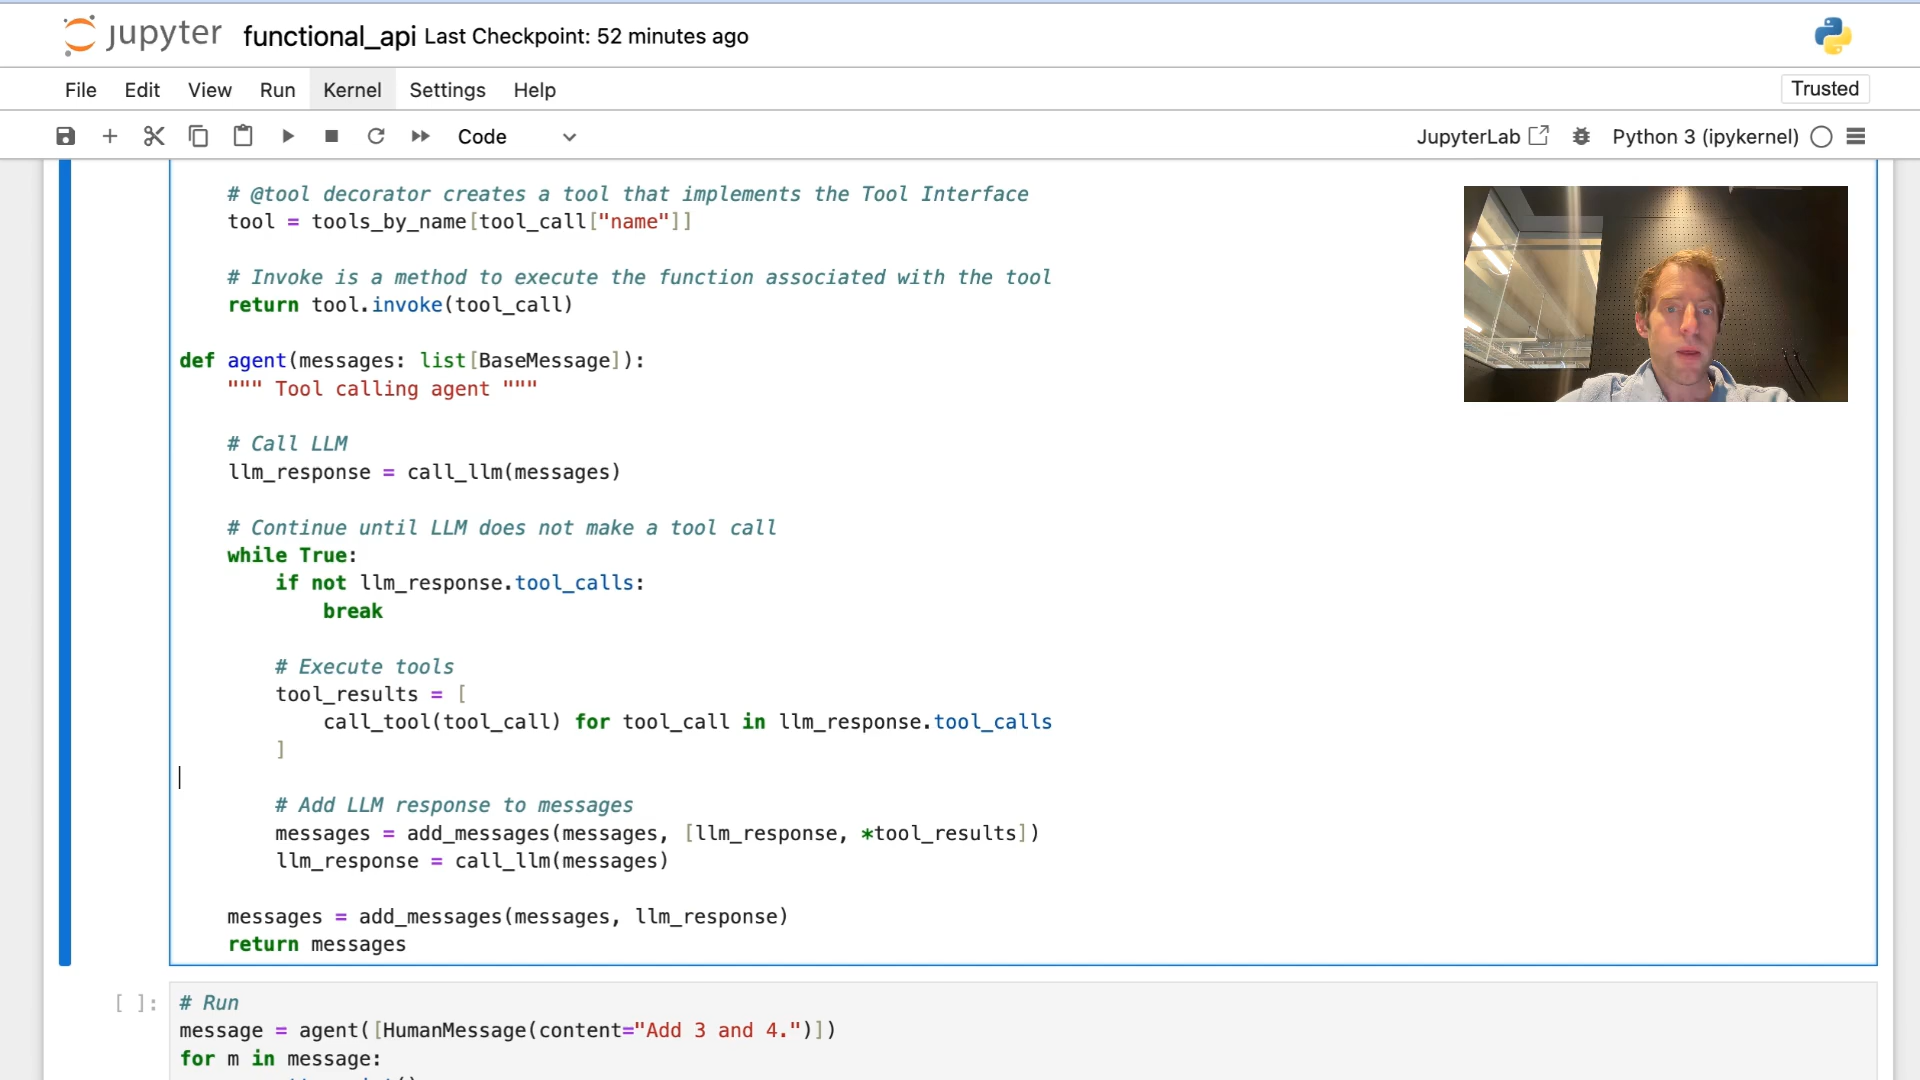 jupyter functional_api Last Checkpoint: 52 minutes ago
File Edit View Run Kernel Settings Help Trusted
Code JupyterLab Python 3 (ipykernel)
# @tool decorator creates a tool that implements the Tool Interface
tool = tools_by_name[tool_call["name"]]
# Invoke is a method to execute the function associated with the tool
return tool.invoke(tool_call)
def agent(messages: list[BaseMessage]):
""" Tool calling agent """
# Call LLM
llm_response = call_llm(messages)
# Continue until LLM does not make a tool call
while True:
if not llm_response.tool_calls:
break
# Execute tools
tool_results = [
call_tool(tool_call) for tool_call in llm_response.tool_calls
]
# Add LLM response to messages
messages = add_messages(messages, [llm_response, *tool_results])
llm_response = call_llm(messages)
messages = add_messages(messages, llm_response)
return messages
[ ]: # Run
message = agent([HumanMessage(content="Add 3 and 4.")])
for m in message: